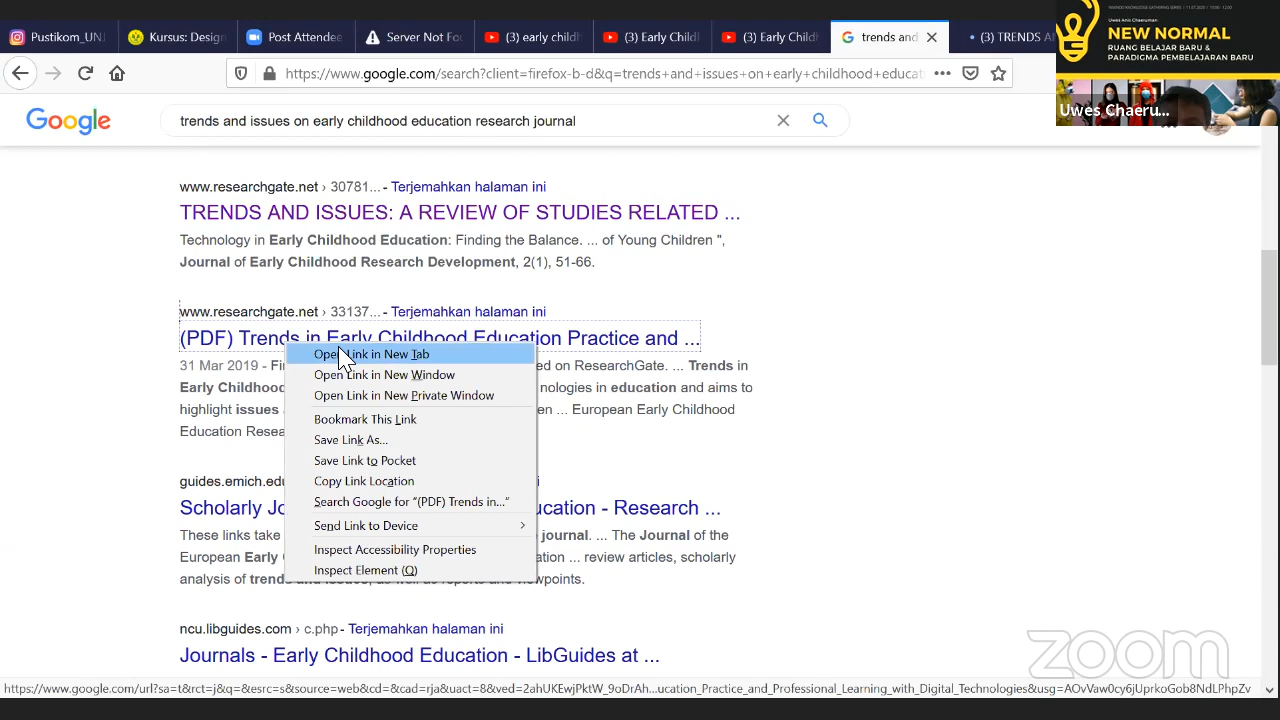 Pustikom_UNJ
Kursus: Design
Post Attendee
Serverpilot Fou
(3) early childh
(3) Early Childl
(3) Early Childh
trends and
(3) TRENDS A
NEW NORMAL
RUANG BELAJAR BARU &
PARADIGMA PEMBELAJARAN BARU
Uwes Chaeru...
https://www.google.com/search?client=firefox-b-d&q=trends+and+issues+on+early+childhood+educat
Google
trends and issues on early childhood education research journal
www.researchgate.net › 30781... - Terjemahkan halaman ini
TRENDS AND ISSUES: A REVIEW OF STUDIES RELATED ...
Technology in Early Childhood Education: Finding the Balance. ... of Young Children ",
Journal of Early Childhood Research Development, 2(1), 51-66.
www.researchgate.net › 33137... - Terjemahkan halaman ini
(PDF) Trends in Early Childhood Education Practice and ...
31 Mar 2019 - Fi ed on ResearchGate. ... Trends in
Early Childhood nologies in education and aims to
highlight issues en ... European Early Childhood
Education Resea
Open Link in New Tab
Open Link in New Window
Open Link in New Private Window
Bookmark This Link
Save Link As...
Save Link to Pocket
Copy Link Location
Search Google for “(PDF) Trends in...”
Send Link to Device
Inspect Accessibility Properties
Inspect Element (Q)
guides.emich.edu ni
Scholarly Jo ucation - Research ...
These links take journal. ... The Journal of the
European Early ation ... review articles, scholarly
analysis of trends and issues, as well as reports and viewpoints.
ncu.libguides.com › c.php - Terjemahkan halaman ini
Journals - Early Childhood Education - LibGuides at ...
zoom
https://www.google.com/url?sa=t&rct=j&q=&esrc=s&source=web&cd=&cad=rja&uact=8&ved=2ahUKEwjPktW_9oDrAh...ucation_Practice_and_Professional_Learning_with_Digital_Technologies&usg=AOvVaw0cy6jUprkoGob8NdLPhpZv